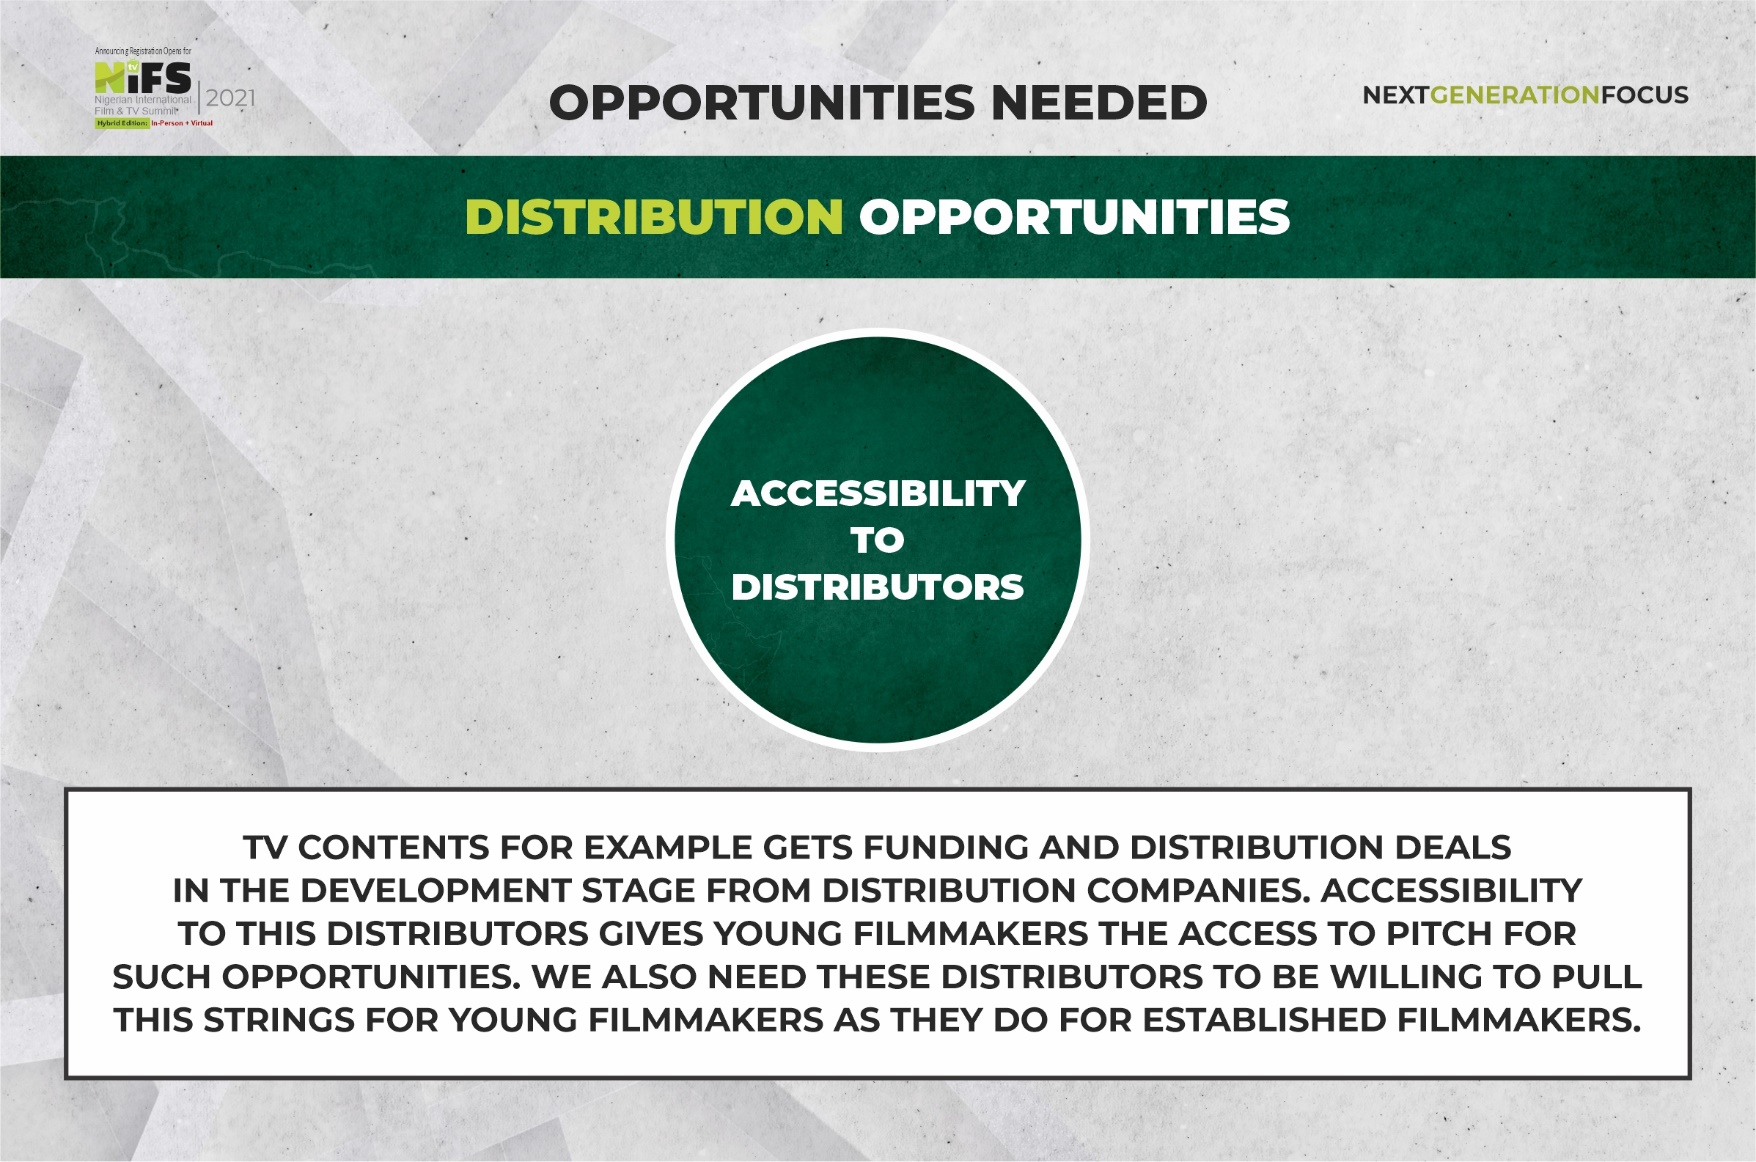 Announcing Registration Opens for
NiFS
tv
Nigerian International
Film & TV Summit
2021
Hybrid Edition: In-Person + Virtual
OPPORTUNITIES NEEDED
NEXTGENERATIONFOCUS
DISTRIBUTION OPPORTUNITIES
ACCESSIBILITY
TO
DISTRIBUTORS
TV CONTENTS FOR EXAMPLE GETS FUNDING AND DISTRIBUTION DEALS
IN THE DEVELOPMENT STAGE FROM DISTRIBUTION COMPANIES. ACCESSIBILITY
TO THIS DISTRIBUTORS GIVES YOUNG FILMMAKERS THE ACCESS TO PITCH FOR
SUCH OPPORTUNITIES. WE ALSO NEED THESE DISTRIBUTORS TO BE WILLING TO PULL
THIS STRINGS FOR YOUNG FILMMAKERS AS THEY DO FOR ESTABLISHED FILMMAKERS.